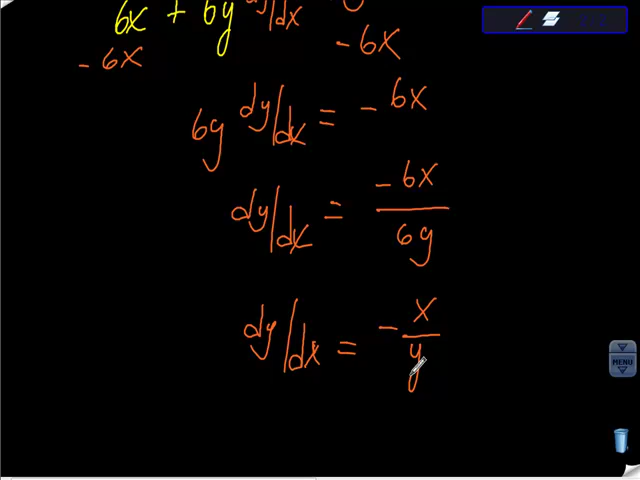 6x + 6y dy/dx
- 6x - 6x
6y dy/dx = - 6x
dy/dx = - 6x / 6y
dy/dx = - x / y
MENU